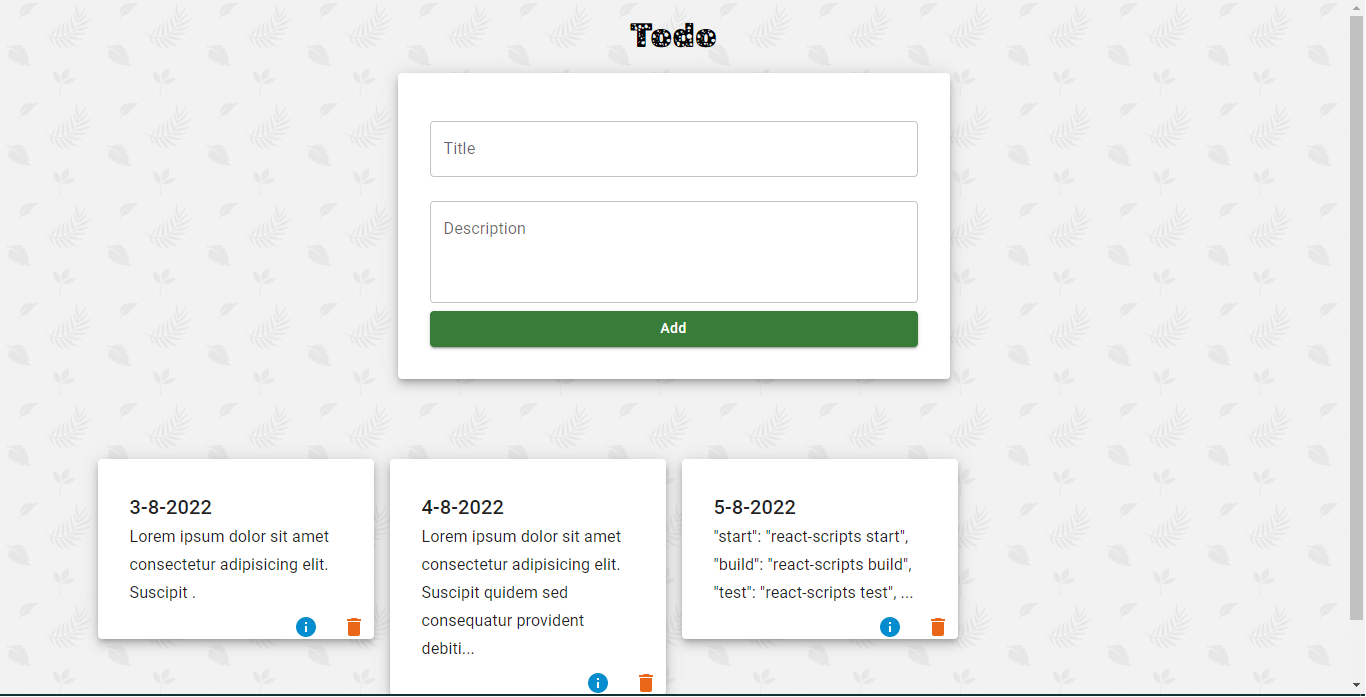 Todo
Title
Description
Add
3-8-2022
Lorem ipsum dolor sit amet
consectetur adipisicing elit.
Suscipit .
4-8-2022
Lorem ipsum dolor sit amet
consectetur adipisicing elit.
Suscipit quidem sed
consequatur provident
debiti...
5-8-2022
"start": "react-scripts start",
"build": "react-scripts build",
"test": "react-scripts test", ...